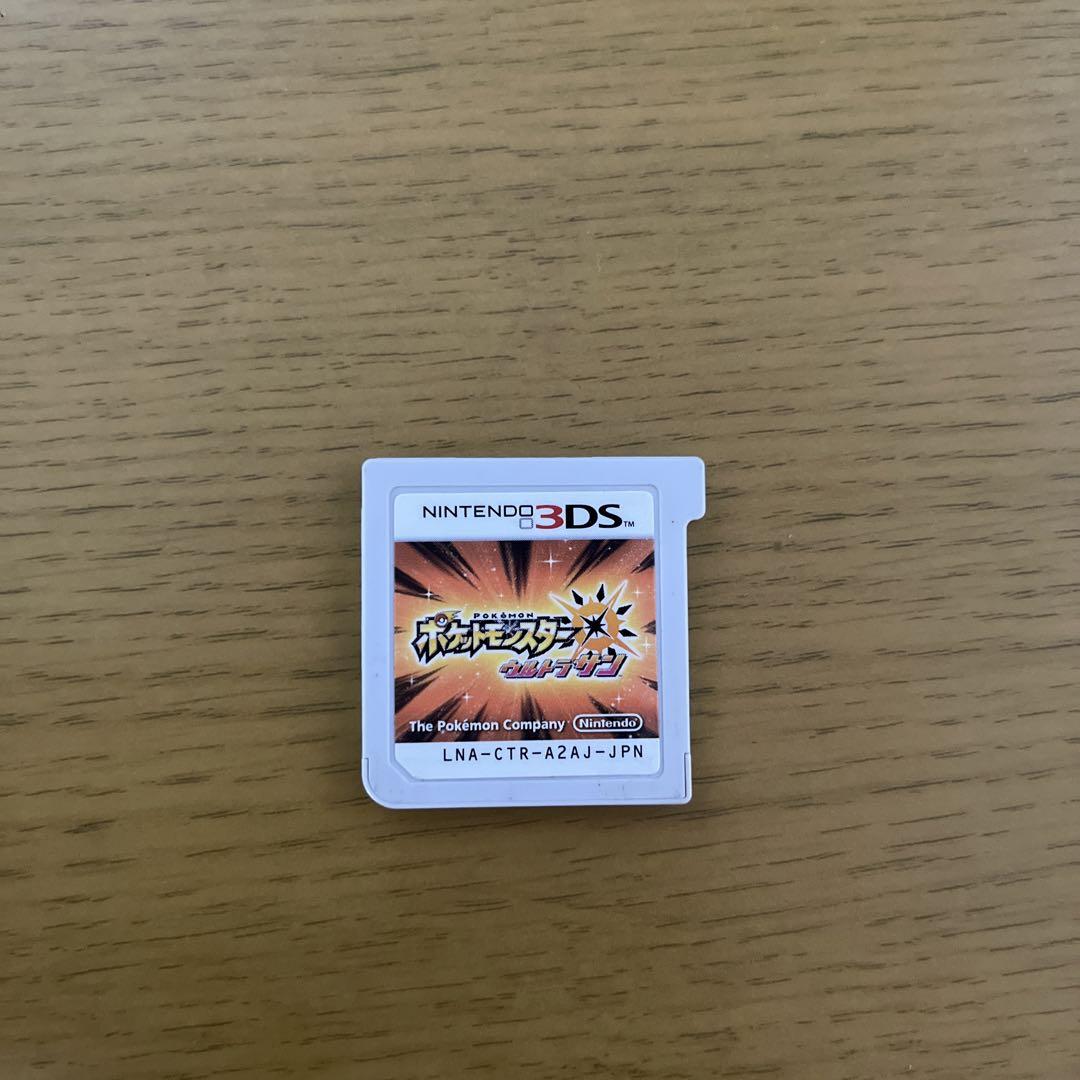 NINTENDO 3DS™
POKÉMON
ポケットモンスター
ウルトラサン
The Pokémon Company Nintendo
LNA-CTR-A2AJ-JPN